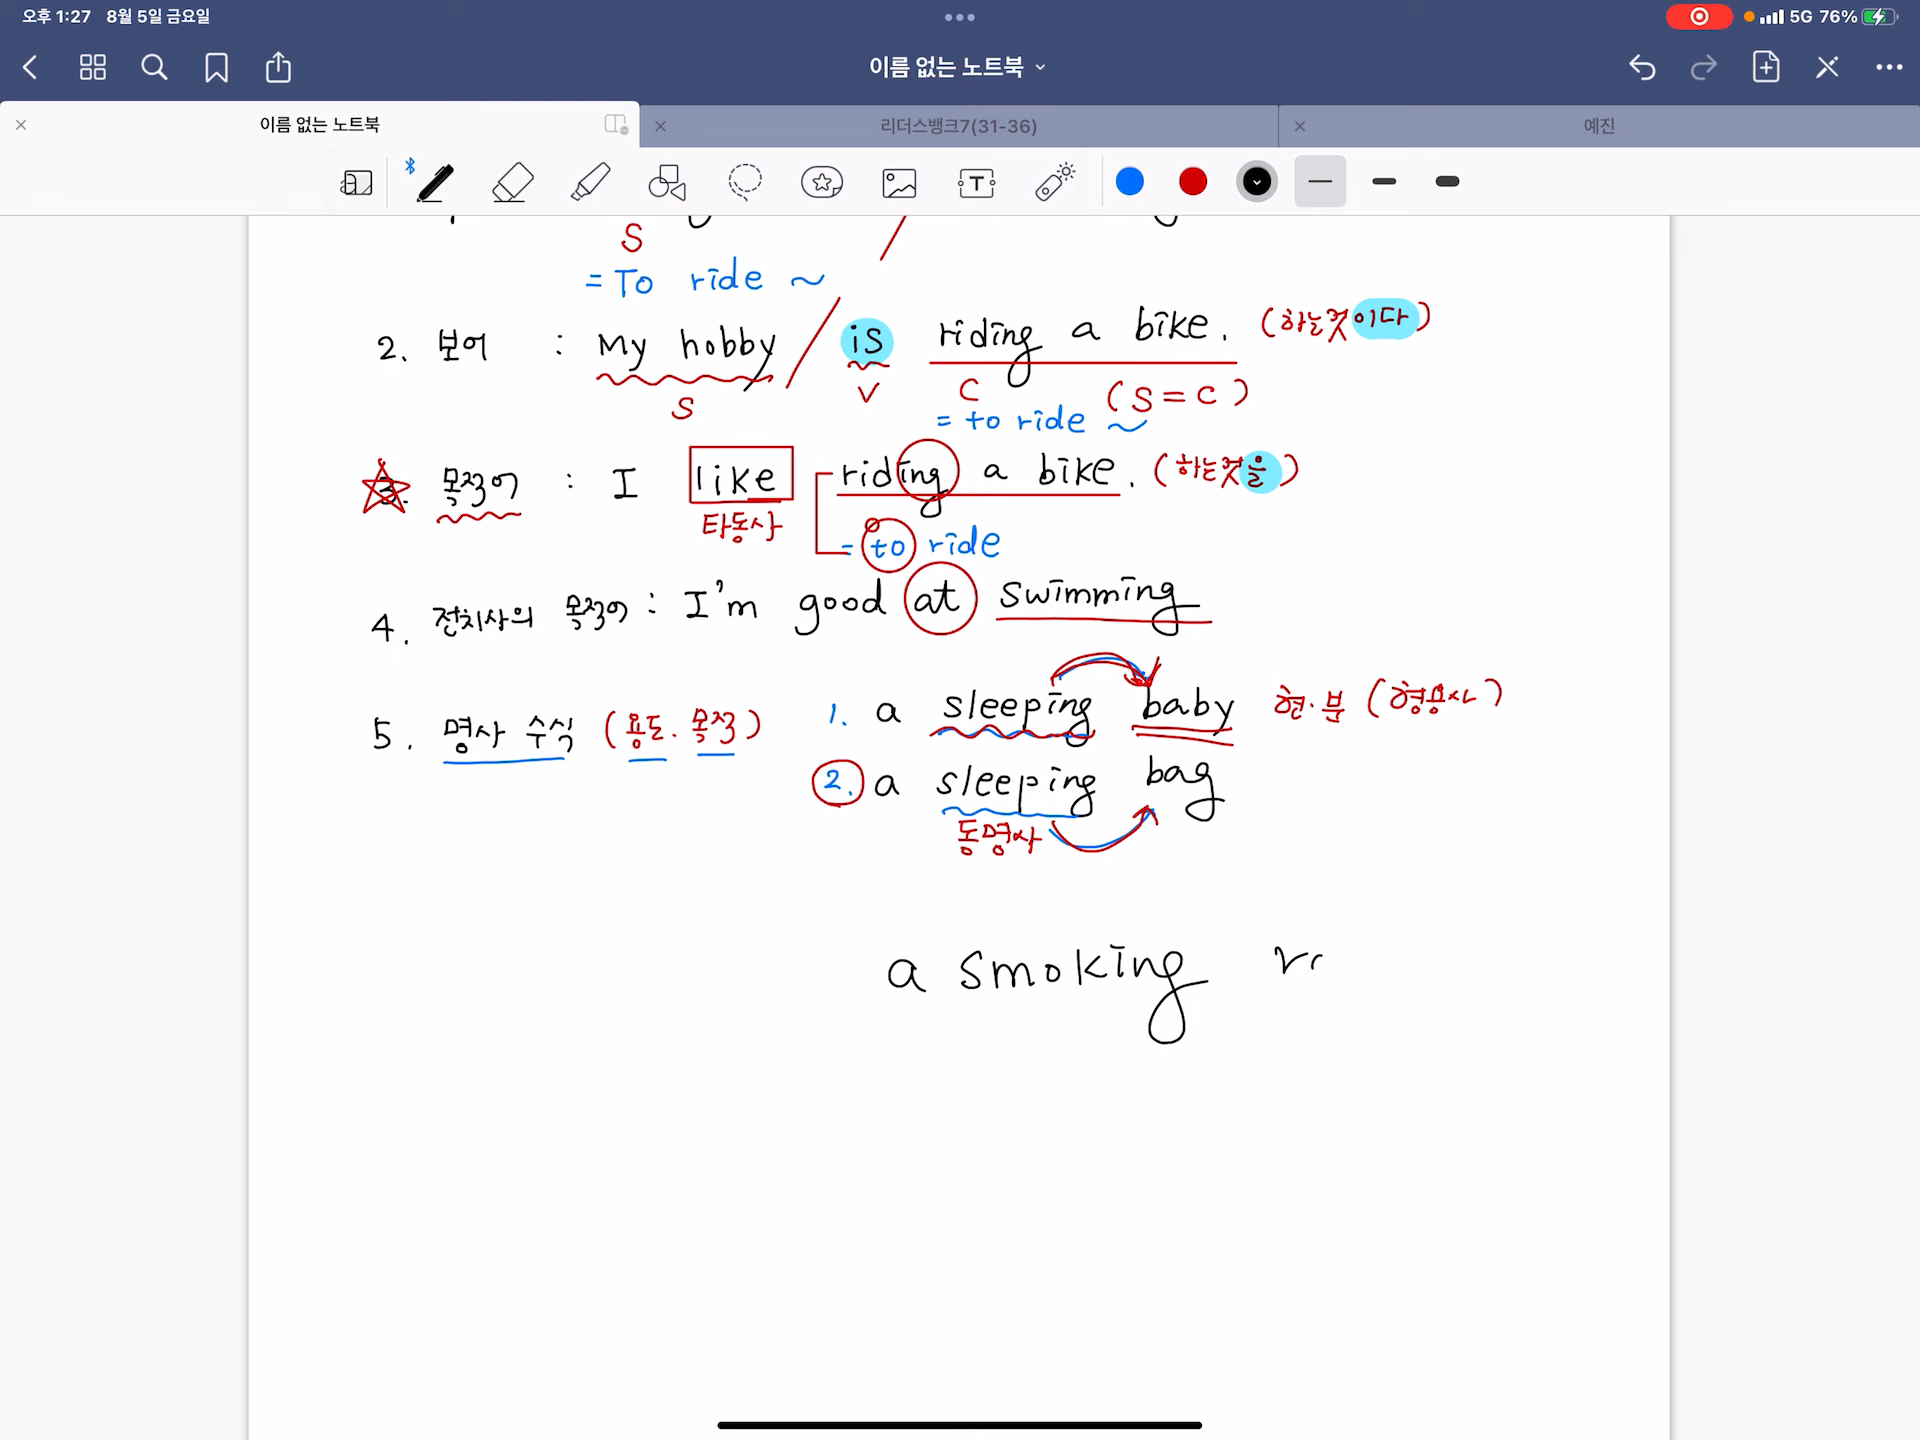 오후 1:27 8월 5일 금요일
5G 76%
이름 없는 노트북
이름 없는 노트북
리더스뱅크7(31-36)
예진
S
= To ride ~
2. 보어 : My hobby / is riding a bike. (하는것이다)
S V C (S = C)
= to ride ~
3. 목적어 : I like riding a bike. (하는것을)
타동사
= to ride
4. 전치사의 목적어 : I'm good at swimming
1. a sleeping baby 현·분 (형용사)
5. 명사 수식 (용도. 목적)
2. a sleeping bag
동명사
a smoking